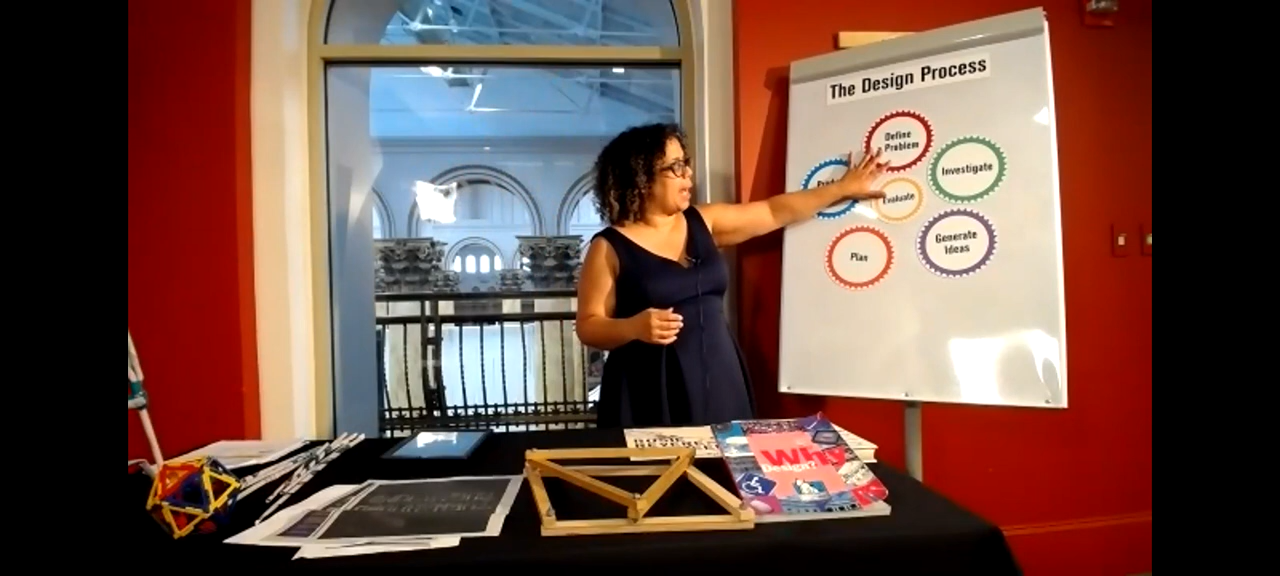 The Design Process
Define
Problem
Investigate
Evaluate
Generate
Ideas
Plan
Why
Design?